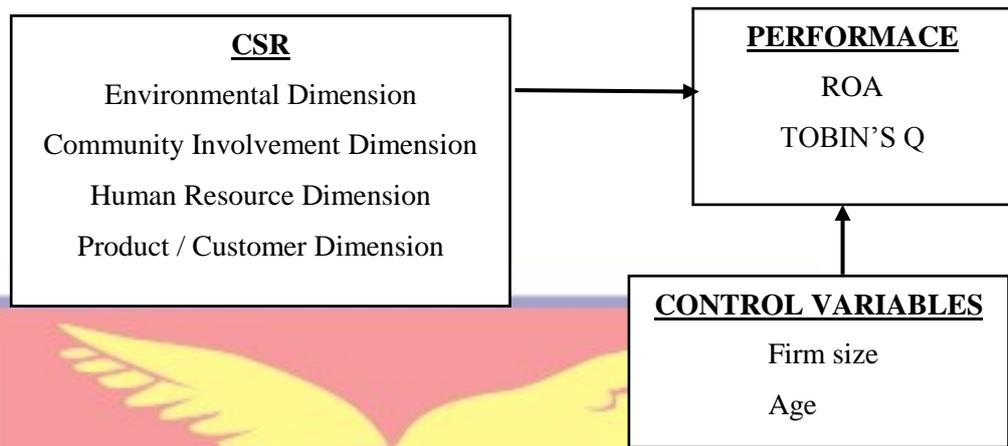 CSR
Environmental Dimension
Community Involvement Dimension
Human Resource Dimension
Product / Customer Dimension
PERFORMACE
ROA
TOBIN'S Q
CONTROL VARIABLES
Firm size
Age